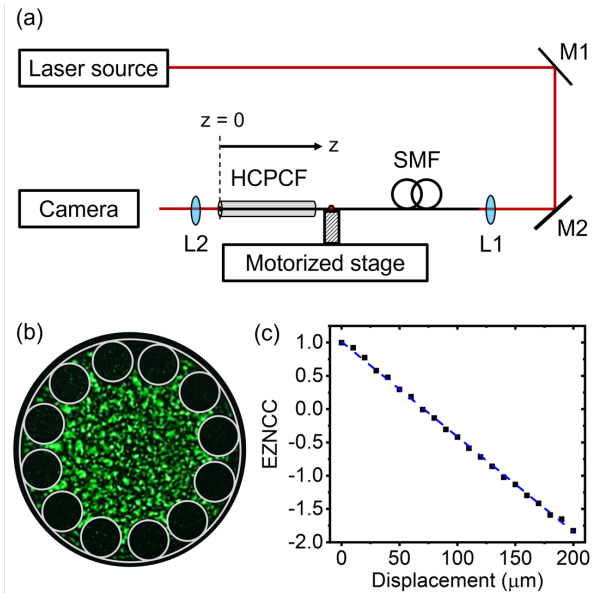 (a)
Laser source
M1
z = 0
z
SMF
HCPCF
Camera
L2
L1
M2
Motorized stage
(b)
(c)
1.0
0.5
0.0
-0.5
-1.0
-1.5
-2.0
EZNCC
0 50 100 150 200
Displacement (μm)